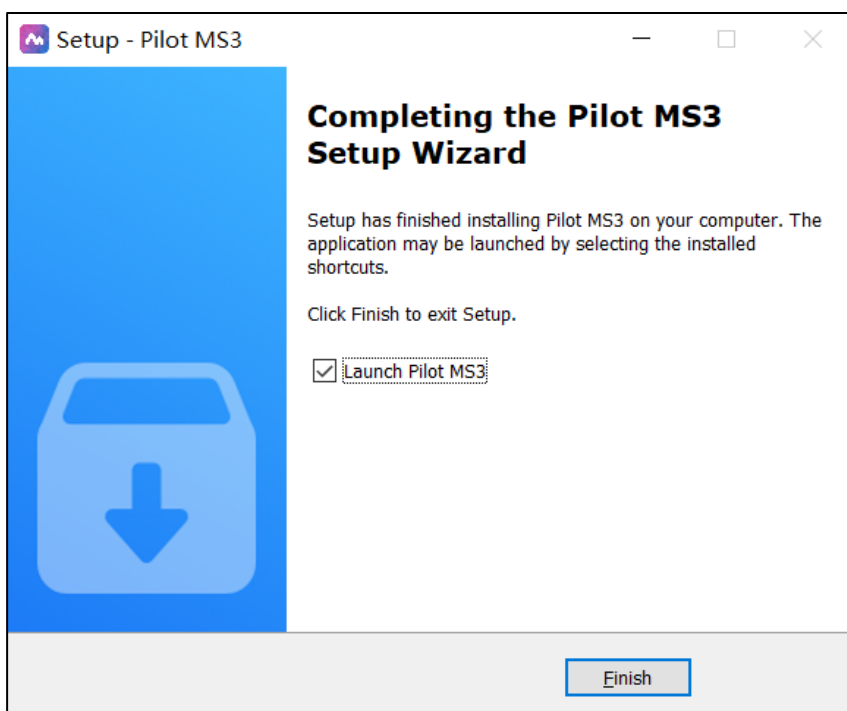 Setup - Pilot MS3
Completing the Pilot MS3
Setup Wizard
Setup has finished installing Pilot MS3 on your computer. The
application may be launched by selecting the installed
shortcuts.
Click Finish to exit Setup.
Launch Pilot MS3
Finish